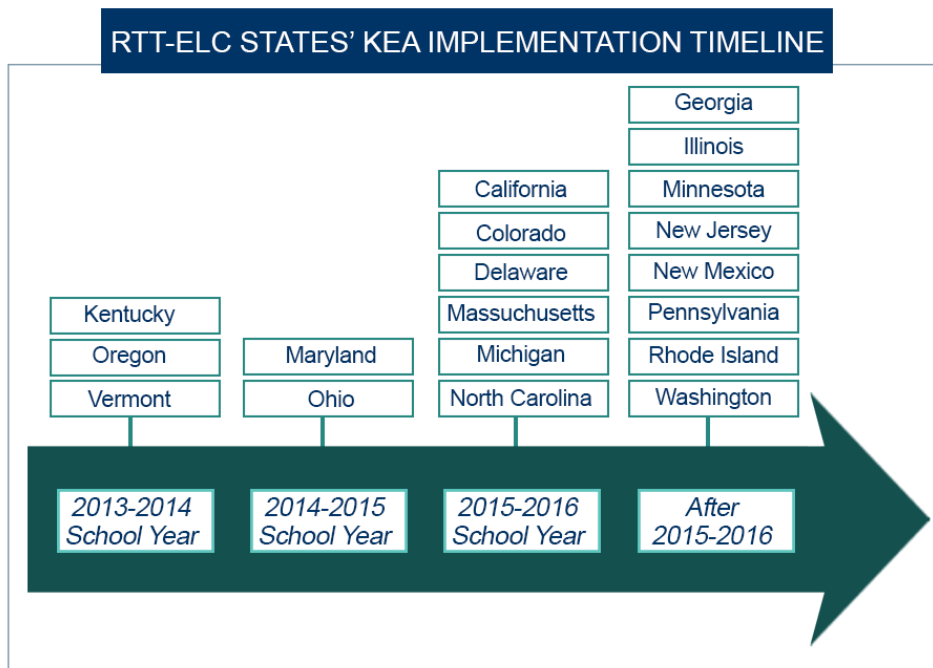 RTT-ELC STATES' KEA IMPLEMENTATION TIMELINE
Kentucky
Oregon
Vermont
2013-2014
School Year
Maryland
Ohio
2014-2015
School Year
California
Colorado
Delaware
Massuchusetts
Michigan
North Carolina
2015-2016
School Year
Georgia
Illinois
Minnesota
New Jersey
New Mexico
Pennsylvania
Rhode Island
Washington
After
2015-2016